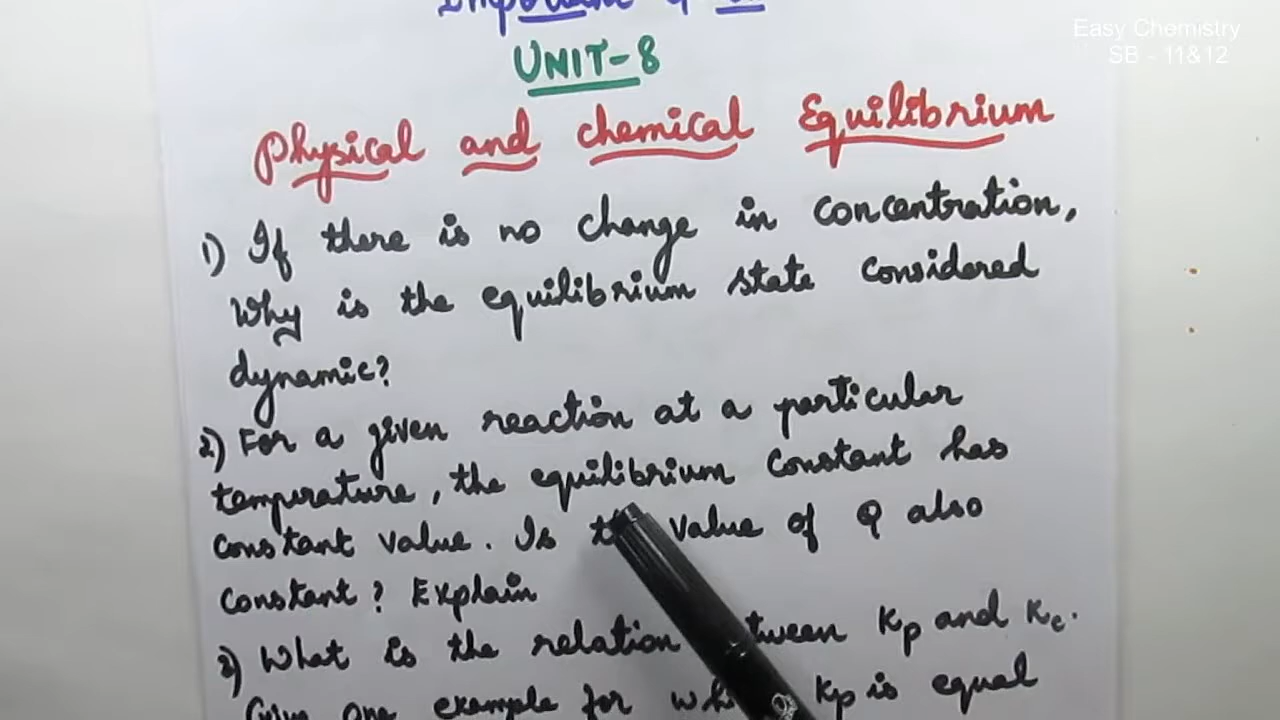 UNIT-8
Easy Chemistry
SB - 11&12
Physical and chemical Equilibrium
1) If there is no change in concentration,
Why is the equilibrium state considered
dynamic?
2) For a given reaction at a particular
temperature, the equilibrium constant has
constant value. Is value of Q also
constant? Explain
3) What is the relation Kp and Kc.
Give one example for Kp is equal